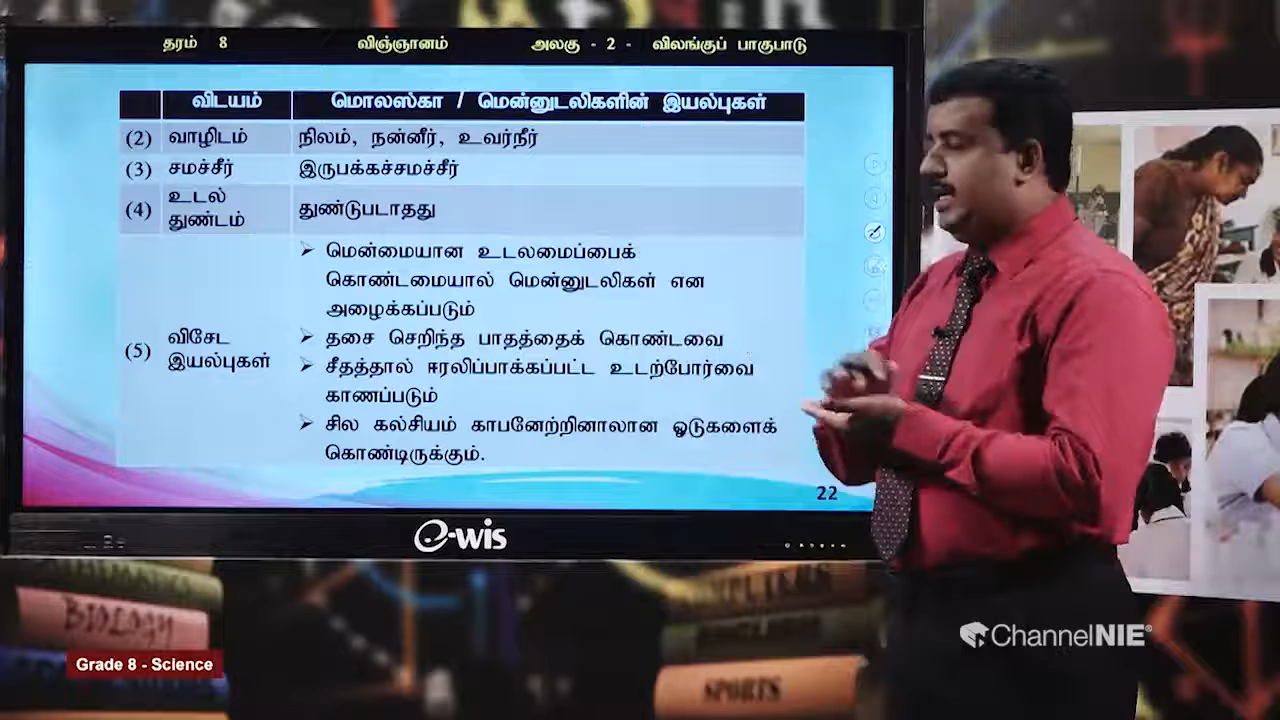 தரம் 8 விஞ்ஞானம் அலகு - 2 - விலங்குப் பாகுபாடு
விடயம் மொலஸ்கா / மென்னுடலிகளின் இயல்புகள்
(2) வாழிடம் நிலம், நன்னீர், உவர்நீர்
(3) சமச்சீர் இருபக்கச்சமச்சீர்
(4) உடல் துண்டம் துண்டுபடாதது
(5) விசேட இயல்புகள்
➢ மென்மையான உடலமைப்பைக்
கொண்டமையால் மென்னுடலிகள் என
அழைக்கப்படும்
➢ தசை செறிந்த பாதத்தைக் கொண்டவை
➢ சீதத்தால் ஈரலிப்பாக்கப்பட்ட உடற்போர்வை
காணப்படும்
➢ சில கல்சியம் காபனேற்றினாலான ஓடுகளைக்
கொண்டிருக்கும்.
22
e-wis
BIOLOGY
Grade 8 - Science
SPORTS
ChannelNIE